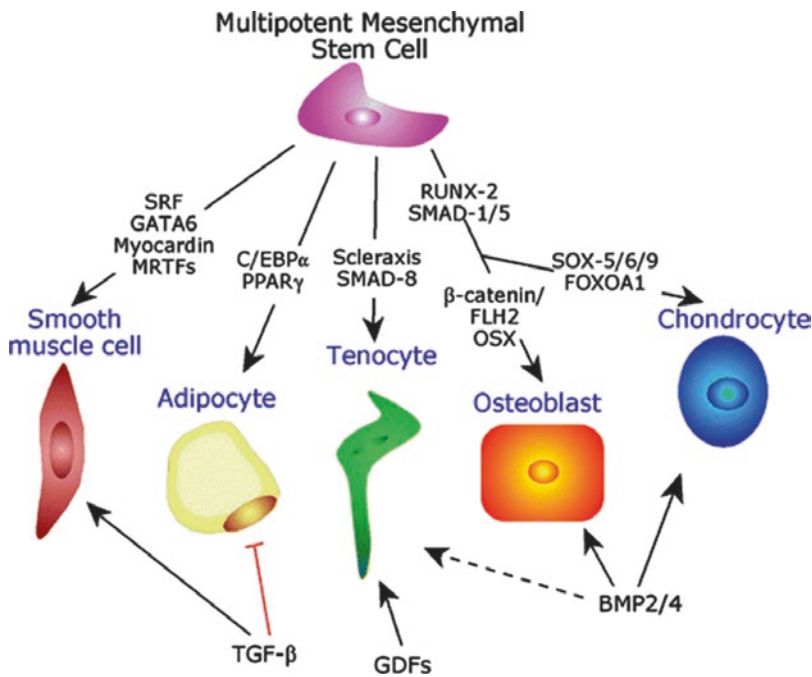 Multipotent Mesenchymal
Stem Cell
SRF
GATA6
Myocardin
MRTFs
C/EBPα
PPARγ
Scleraxis
SMAD-8
RUNX-2
SMAD-1/5
β-catenin/
FLH2
OSX
SOX-5/6/9
FOXOA1
Smooth
muscle cell
Adipocyte
Tenocyte
Osteoblast
Chondrocyte
TGF-β
GDFs
BMP2/4